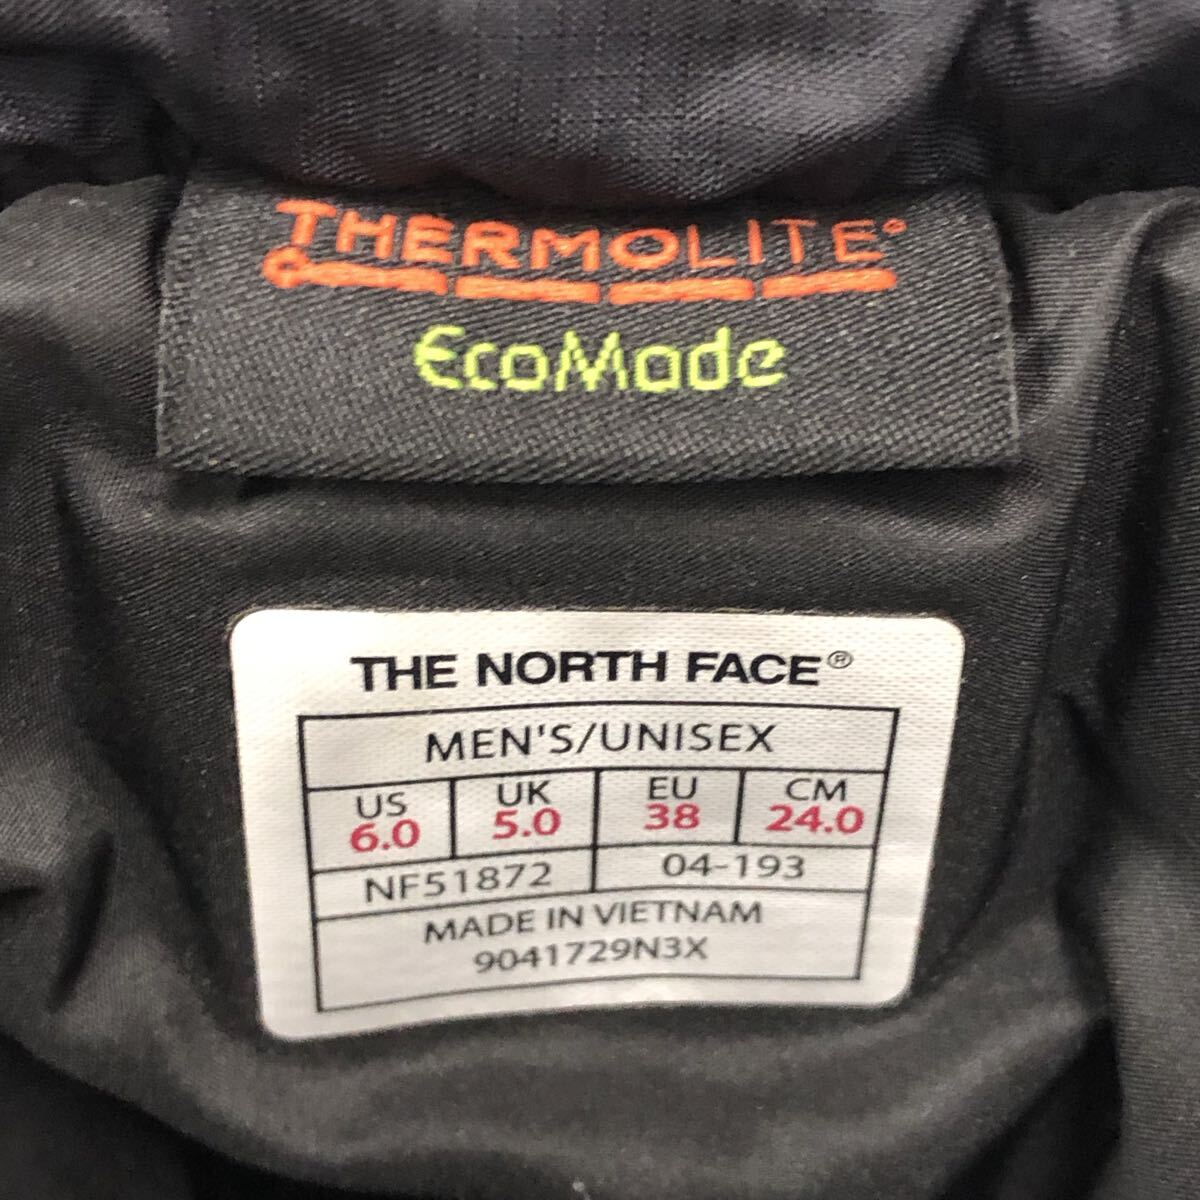 THERMOLITE®
EcoMade
THE NORTH FACE®
MEN'S/UNISEX
US UK EU CM
6.0 5.0 38 24.0
NF51872 04-193
MADE IN VIETNAM
9041729N3X